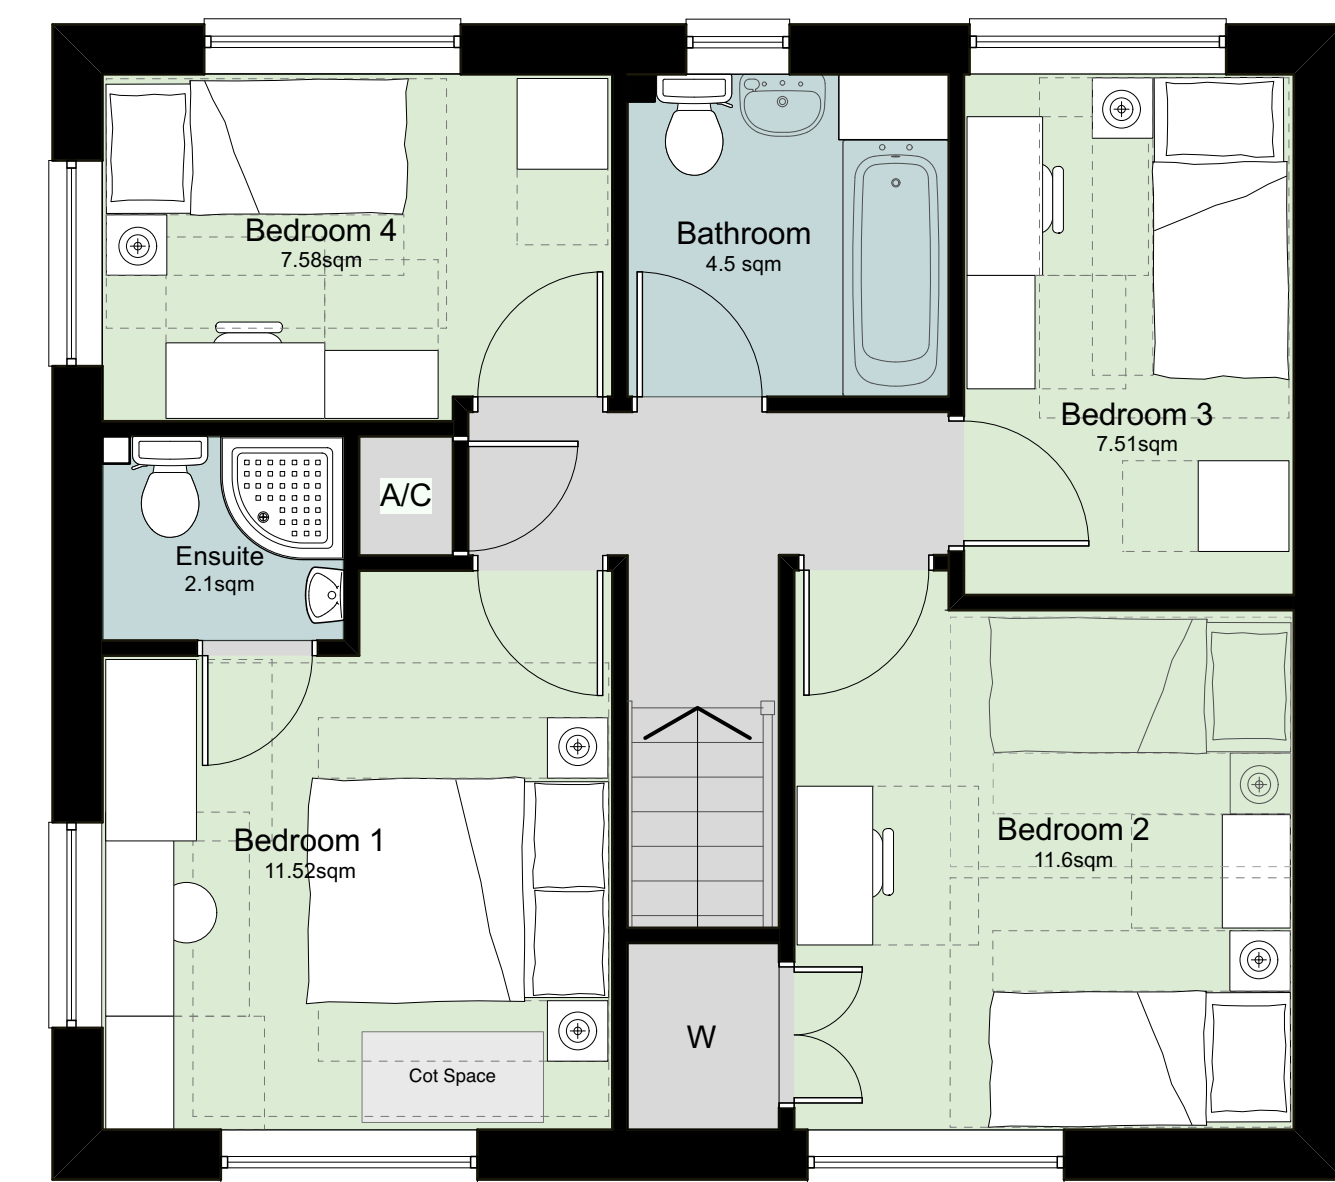 Bedroom 4
7.58sqm
Bathroom
4.5 sqm
Bedroom 3
7.51sqm
A/C
Ensuite
2.1sqm
Bedroom 1
11.52sqm
Bedroom 2
11.6sqm
Cot Space
W